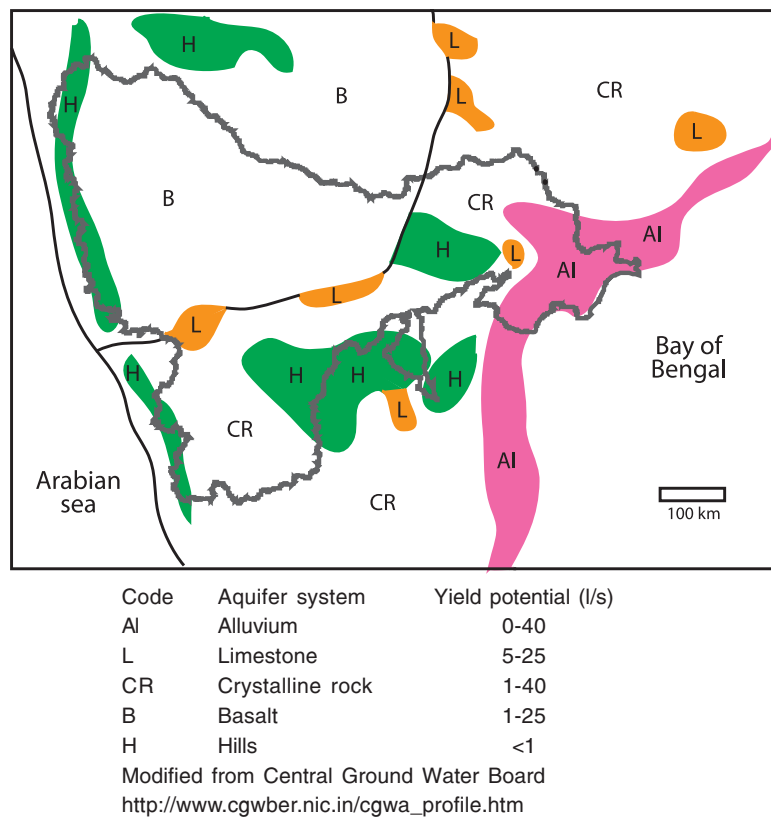 H
L
B
CR
H
L
L
B
CR
Al
H
L
Al
L
L
Bay of
Bengal
H
H
H
H
L
CR
Al
Arabian
sea
CR
100 km
Code Aquifer system Yield potential (l/s)
Al Alluvium 0-40
L Limestone 5-25
CR Crystalline rock 1-40
B Basalt 1-25
H Hills <1
Modified from Central Ground Water Board
http://www.cgwber.nic.in/cgwa_profile.htm